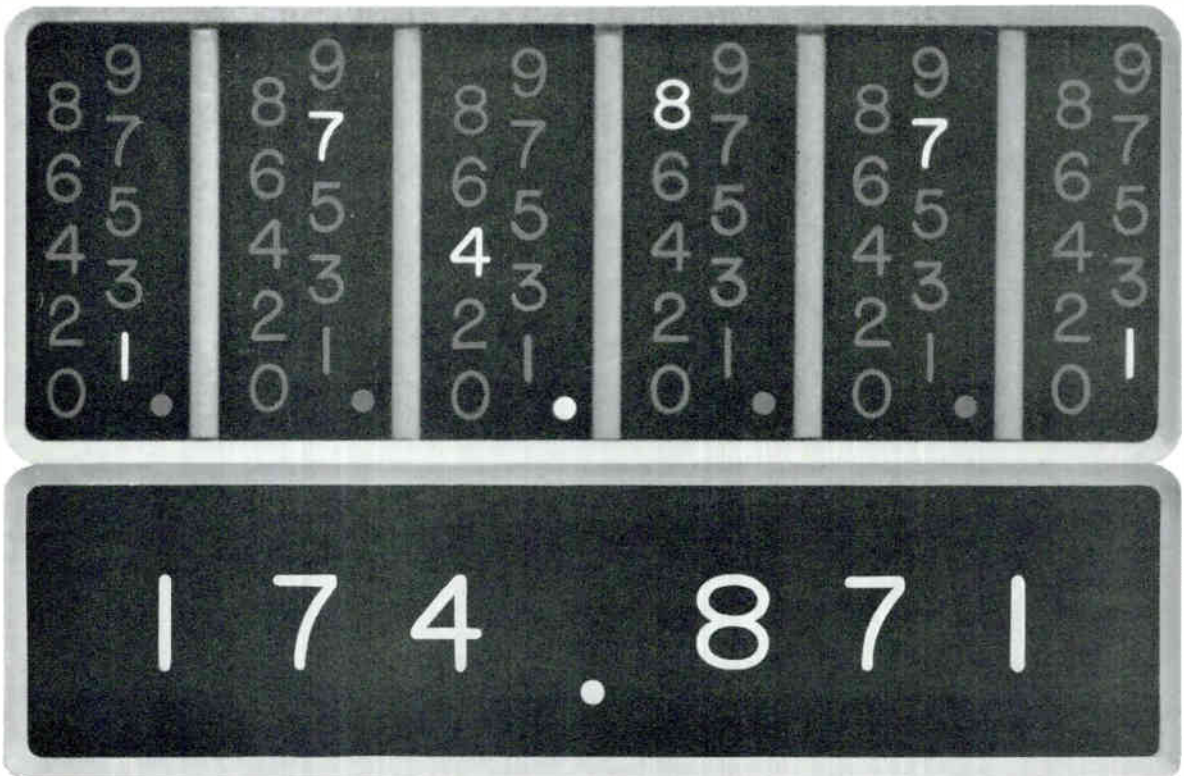 9 9 9 9 9 9
8 8 8 8 8 8
7 7 7 7 7 7
6 6 6 6 6 6
5 5 5 5 5 5
4 4 4 4 4 4
3 3 3 3 3 3
2 2 2 2 2 2
1 1 1 1 1 1
0 . 0 . 0 . 0 . 0 . 0
174.871